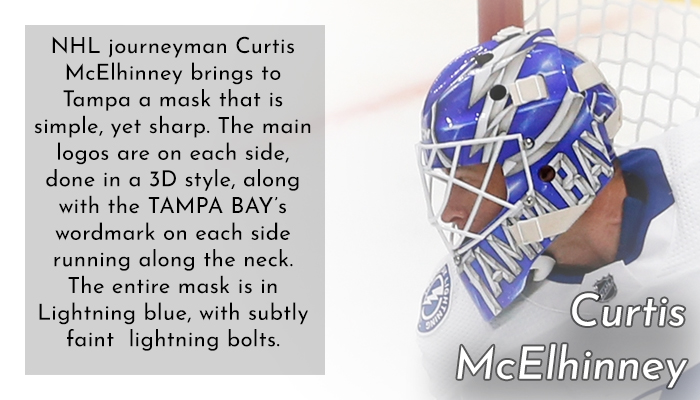 NHL journeyman Curtis
McElhinney brings to
Tampa a mask that is
simple, yet sharp. The main
logos are on each side,
done in a 3D style, along
with the TAMPA BAY's
wordmark on each side
running along the neck.
The entire mask is in
Lightning blue, with subtly
faint  lightning bolts.
TAMPA BAY
LIGHTNING
Curtis
McElhinney